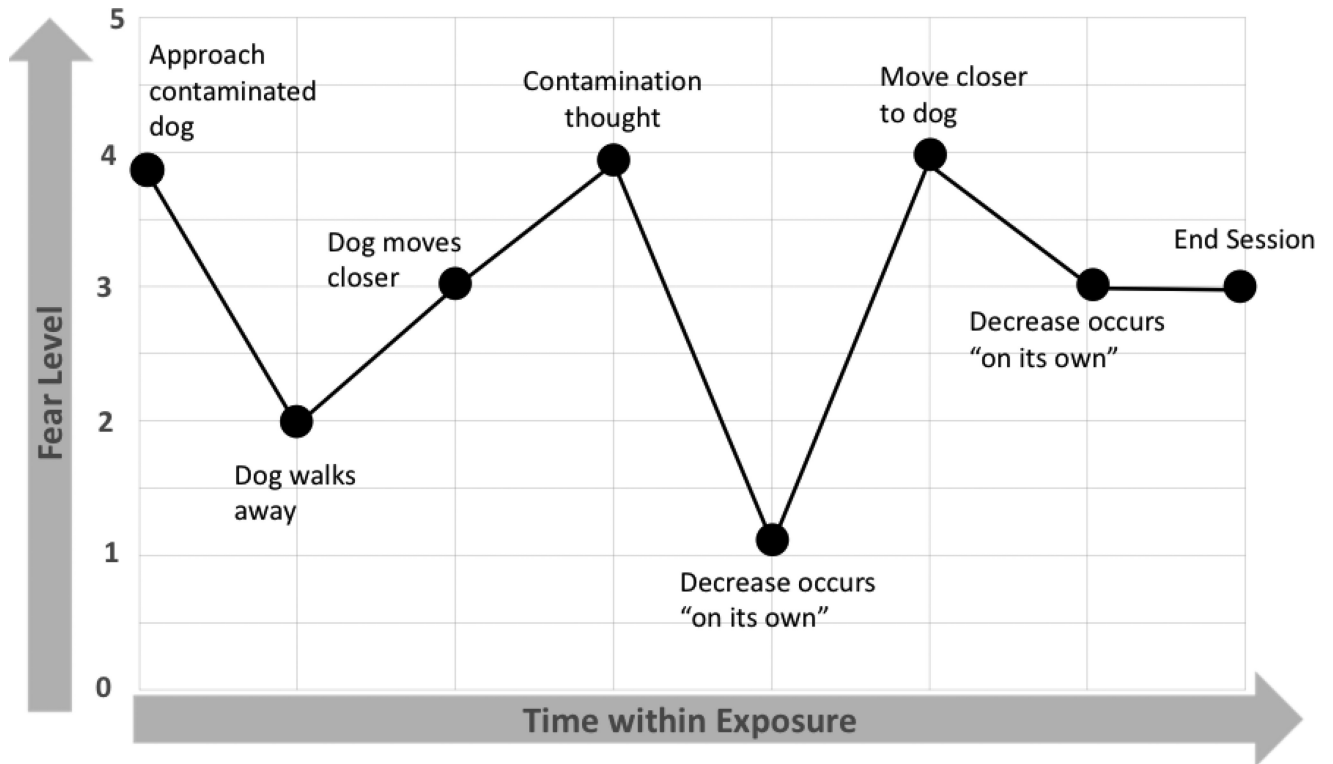 5
Approach
contaminated
dog
Contamination
thought
Move closer
to dog
4
Dog moves
closer
End Session
3
Decrease occurs
“on its own”
2
Dog walks
away
1
Decrease occurs
“on its own”
0
Fear Level
Time within Exposure